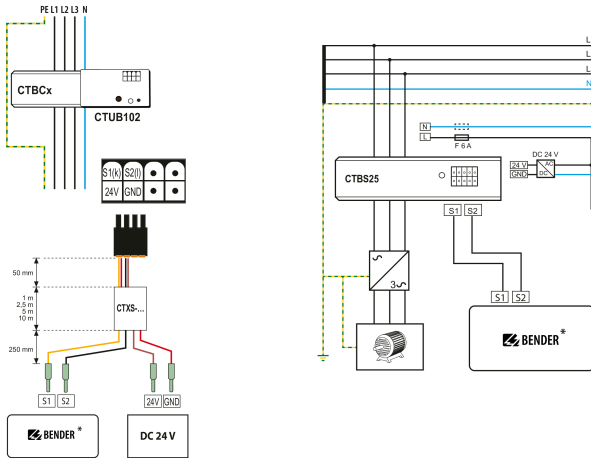 PE L1 L2 L3 N
CTBCx
CTUB102
S1(k) S2(l)
24V GND
50 mm
1 m
2,5 m
5 m
10 m
CTXS-...
250 mm
S1 S2
24V GND
BENDER *
DC 24 V
L
L
L
N
N
L
F 6 A
DC 24 V
24 V
GND
AC
DC
CTBS25
S1 S2
3
S1 S2
BENDER *